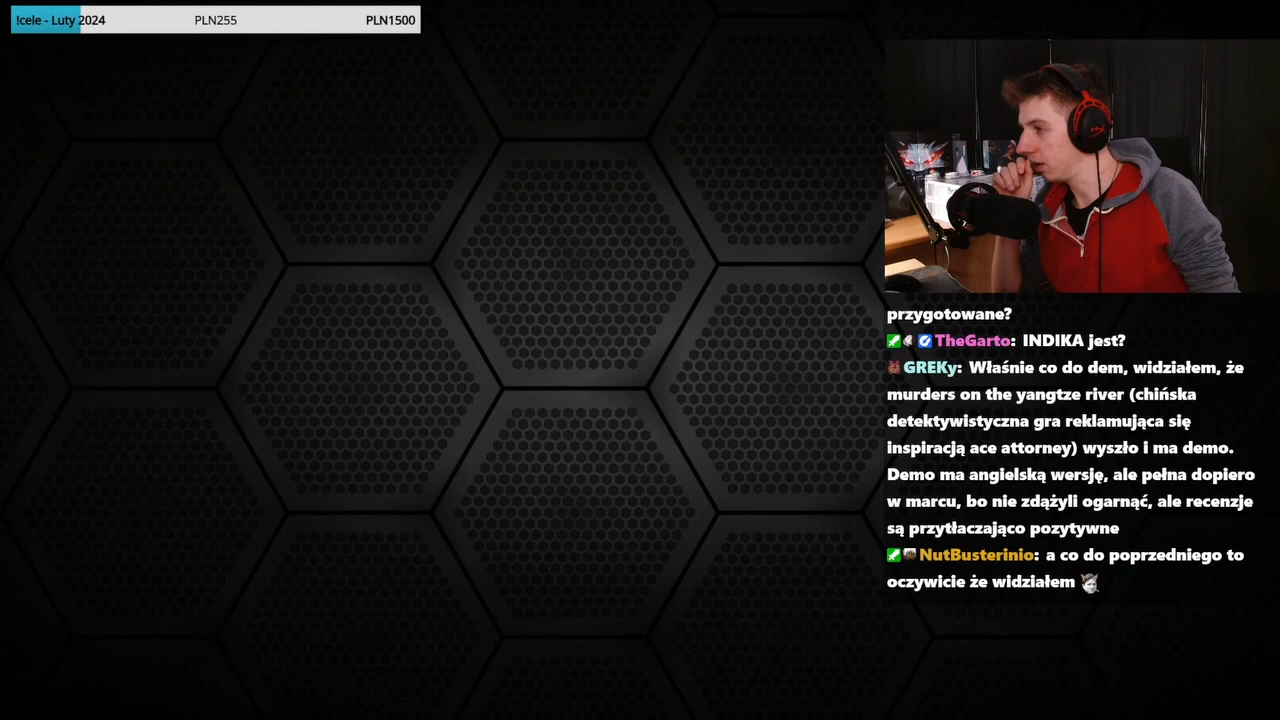 !cele - Luty 2024 PLN255 PLN1500
przygotowane?
TheGarto: INDIKA jest?
GREKy: Właśnie co do dem, widziałem, że
murders on the yangtze river (chińska
detektywistyczna gra reklamująca się
inspiracją ace attorney) wyszło i ma demo.
Demo ma angielską wersję, ale pełna dopiero
w marcu, bo nie zdążyli ogarnąć, ale recenzje
są przytłaczająco pozytywne
NutBusterinio: a co do poprzedniego to
oczywicie że widziałem